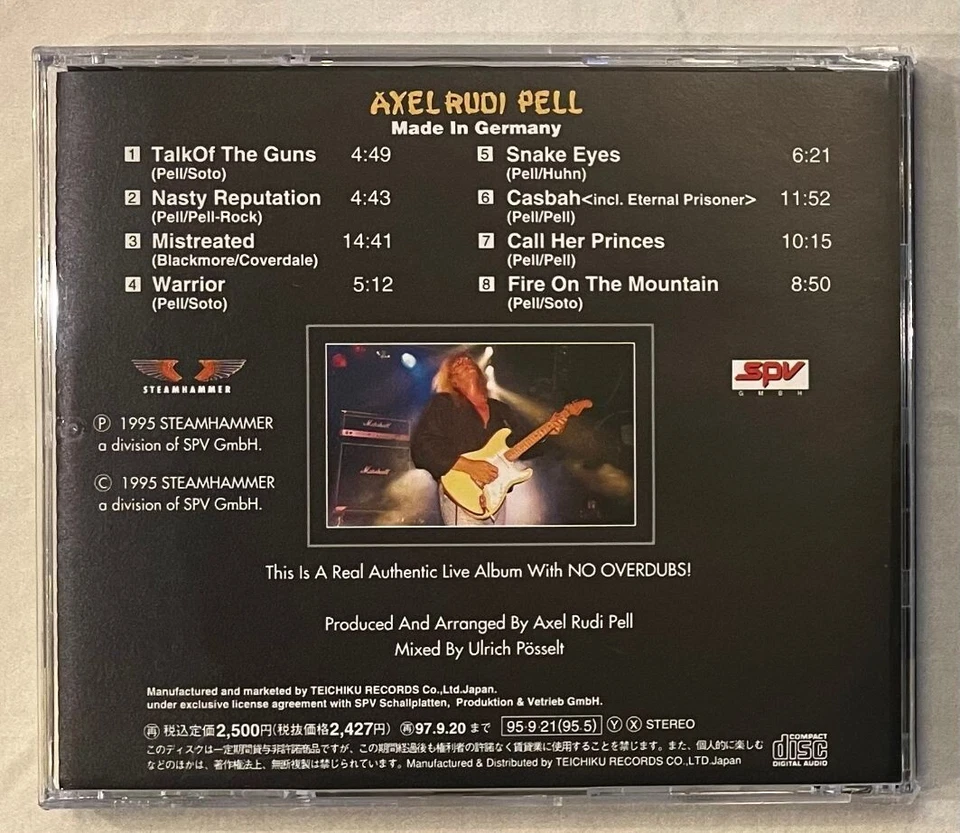 AXEL RUDI PELL
Made In Germany
1 TalkOf The Guns 4:49
(Pell/Soto)
2 Nasty Reputation 4:43
(Pell/Pell-Rock)
3 Mistreated 14:41
(Blackmore/Coverdale)
4 Warrior 5:12
(Pell/Soto)
5 Snake Eyes 6:21
(Pell/Huhn)
6 Casbah<incl. Eternal Prisoner> 11:52
(Pell/Pell)
7 Call Her Princes 10:15
(Pell/Pell)
8 Fire On The Mountain 8:50
(Pell/Soto)
STEAMHAMMER
Ⓟ 1995 STEAMHAMMER
a division of SPV GmbH.
Ⓒ 1995 STEAMHAMMER
a division of SPV GmbH.
Marshall
Marshall
spv
GMBH
This Is A Real Authentic Live Album With NO OVERDUBS!
Produced And Arranged By Axel Rudi Pell
Mixed By Ulrich Pösselt
Manufactured and marketed by TEICHIKU RECORDS Co.,Ltd.Japan.
under exclusive license agreement with SPV Schallplatten, Produktion & Vetrieb GmbH.
再 税込定価2,500円(税抜価格2,427円) 再97.9.20 まで 95・9・21(95.5) Ⓨ Ⓧ STEREO
このディスクは一定期間貸与非許諾商品ですが、この期間経過後も権利者の許諾なく賃貸業に使用することを禁じます。また、個人的に楽しむ
などのほかは、著作権法上、無断複製は禁じられています。Manufactured & Distributed by TEICHIKU RECORDS CO.,LTD.Japan
COMPACT
disc
DIGITAL AUDIO